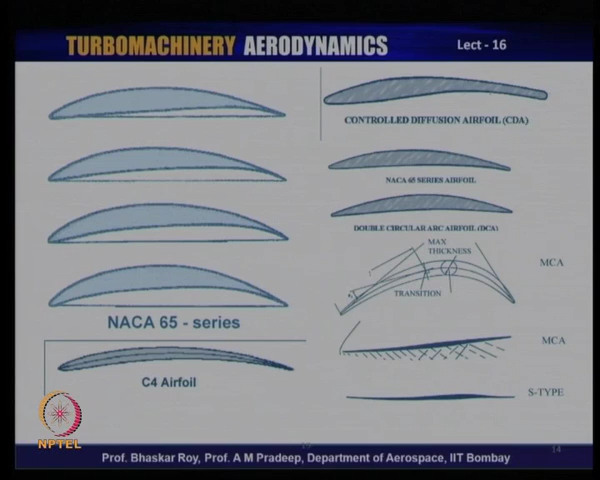 TURBOMACHINERY AERODYNAMICS
Lect - 16
CONTROLLED DIFFUSION AIRFOIL (CDA)
NACA 65 SERIES AIRFOIL
DOUBLE CIRCULAR ARC AIRFOIL (DCA)
MAX
THICKNESS
MCA
TRANSITION
NACA 65 - series
MCA
C4 Airfoil
S-TYPE
NPTEL
14
Prof. Bhaskar Roy, Prof. A M Pradeep, Department of Aerospace, IIT Bombay